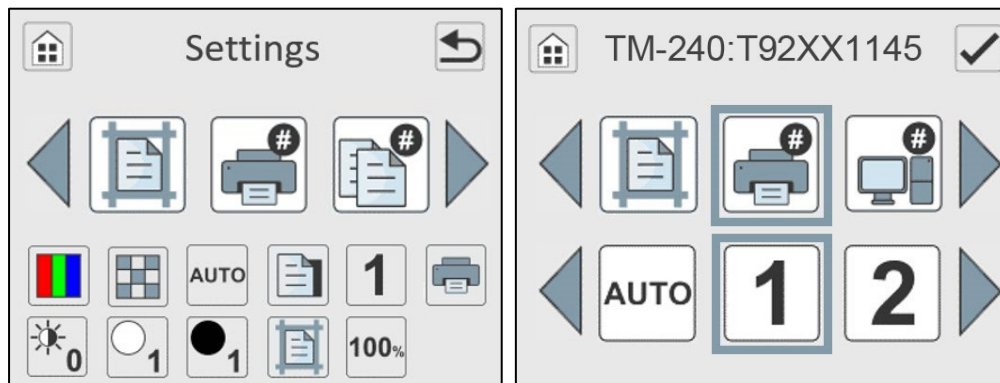 Settings
# #
AUTO 1
0 1 1 100%
TM-240:T92XX1145
# #
AUTO 1 2